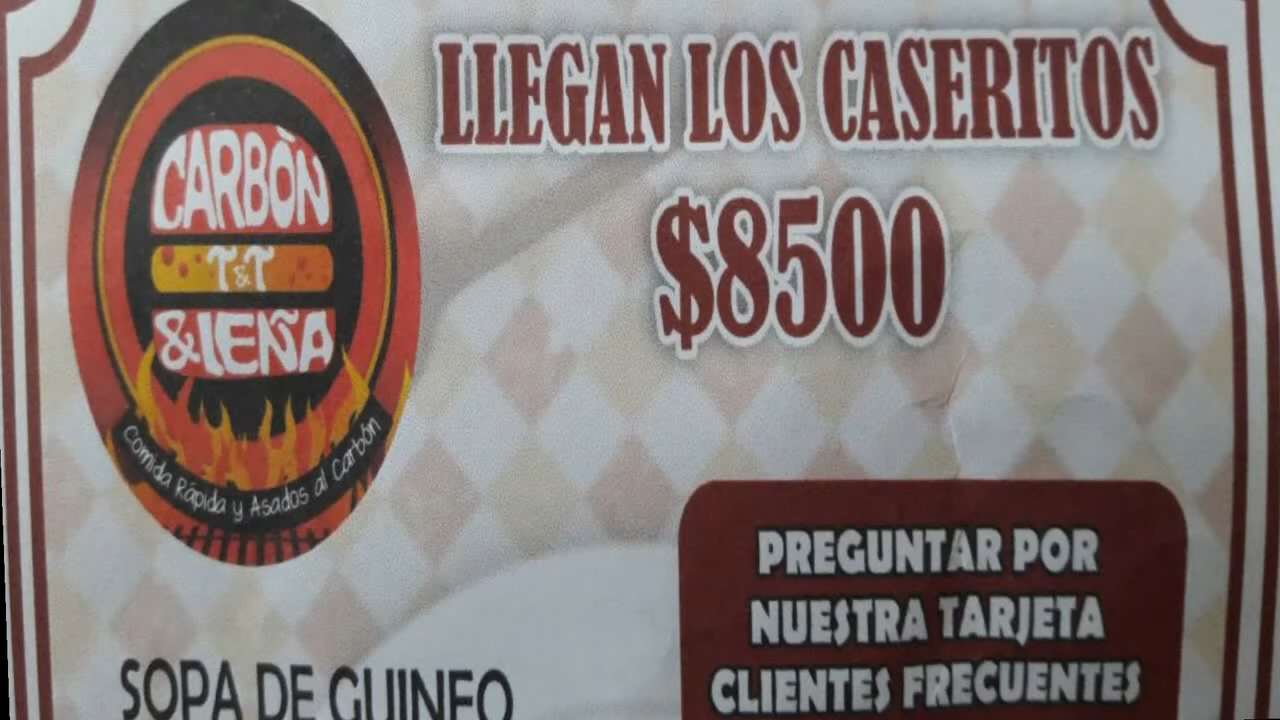 LLEGAN LOS CASERITOS
$8500
CARBÒN
T&T
&lEÑA
Comida Rápida y Asados al Carbón
PREGUNTAR POR
NUESTRA TARJETA
CLIENTES FRECUENTES
SOPA DE GUINEO